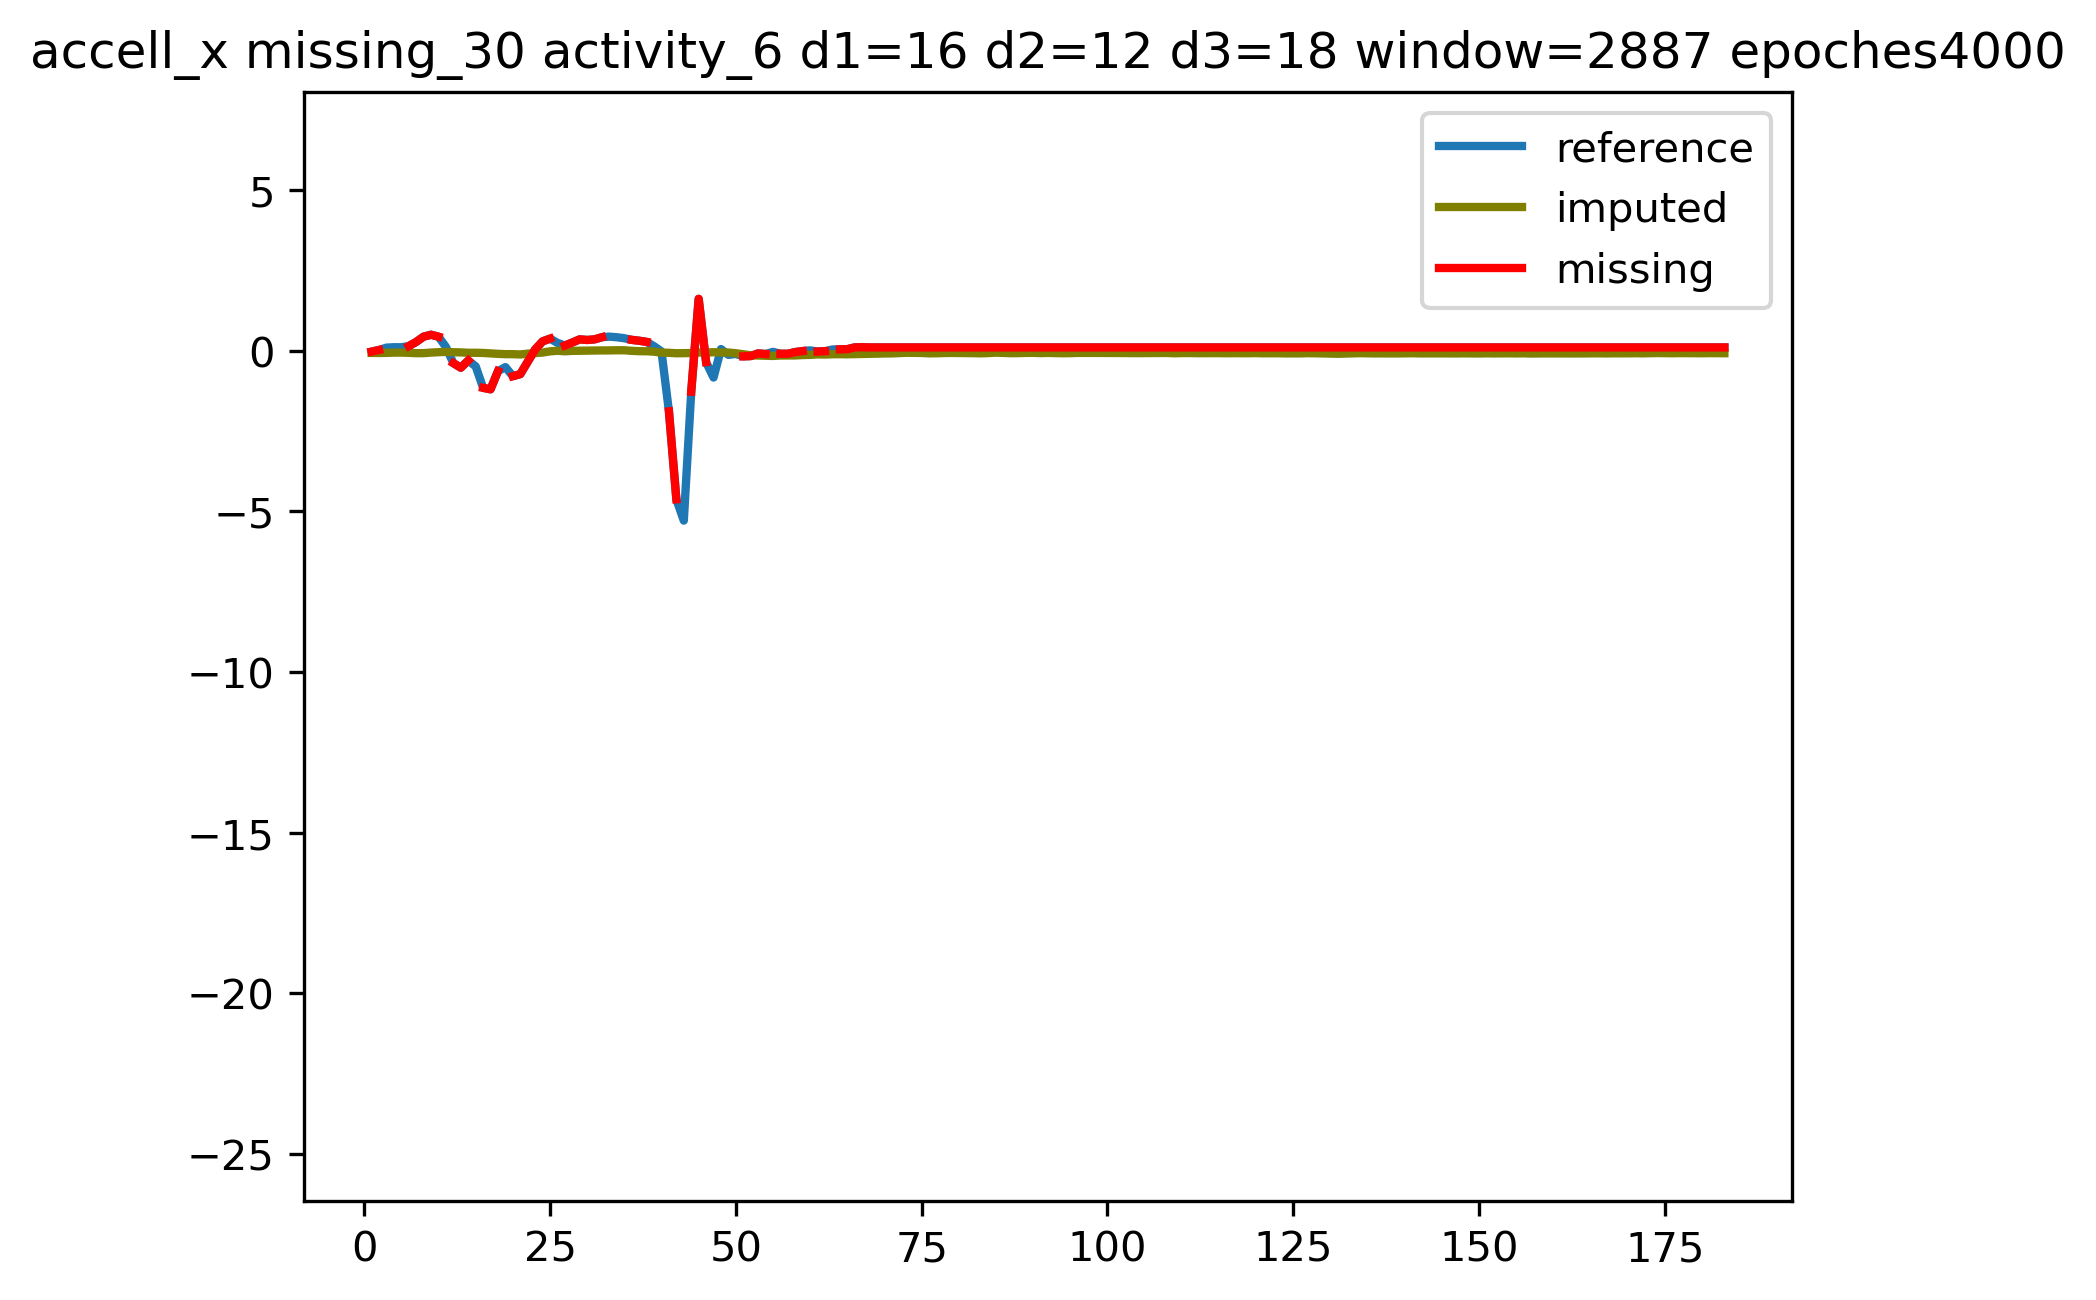 accell_x missing_30 activity_6 d1=16 d2=12 d3=18 window=2887 epoches4000
reference
imputed
missing
5
0
−5
−10
−15
−20
−25
0 25 50 75 100 125 150 175